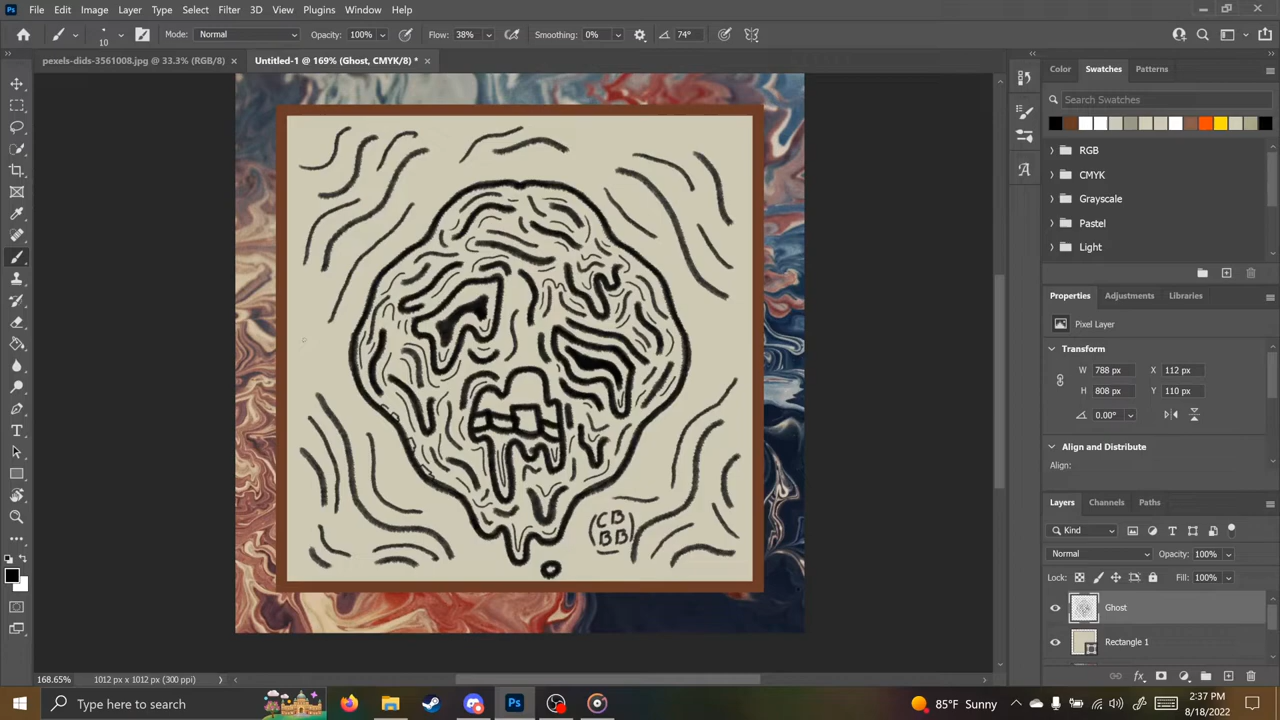 File Edit Image Layer Type Select Filter 3D View Plugins Window Help
10 Mode: Normal Opacity: 100% Flow: 38% Smoothing: 0% 74°
pexels-dids-3561008.jpg @ 33.3% (RGB/8) × Untitled-1 @ 169% (Ghost, CMYK/8) * ×
Color Swatches Patterns
Search Swatches
RGB
CMYK
Grayscale
Pastel
Light
Properties Adjustments Libraries
Pixel Layer
Transform
W 788 px X 112 px
H 808 px Y 110 px
0.00°
Align and Distribute
Align:
Layers Channels Paths
Kind
Normal Opacity: 100%
Lock: Fill: 100%
Ghost
Rectangle 1
CB
BB
168.65% 1012 px x 1012 px (300 ppi)
Type here to search
85°F Sunny
2:37 PM
8/18/2022